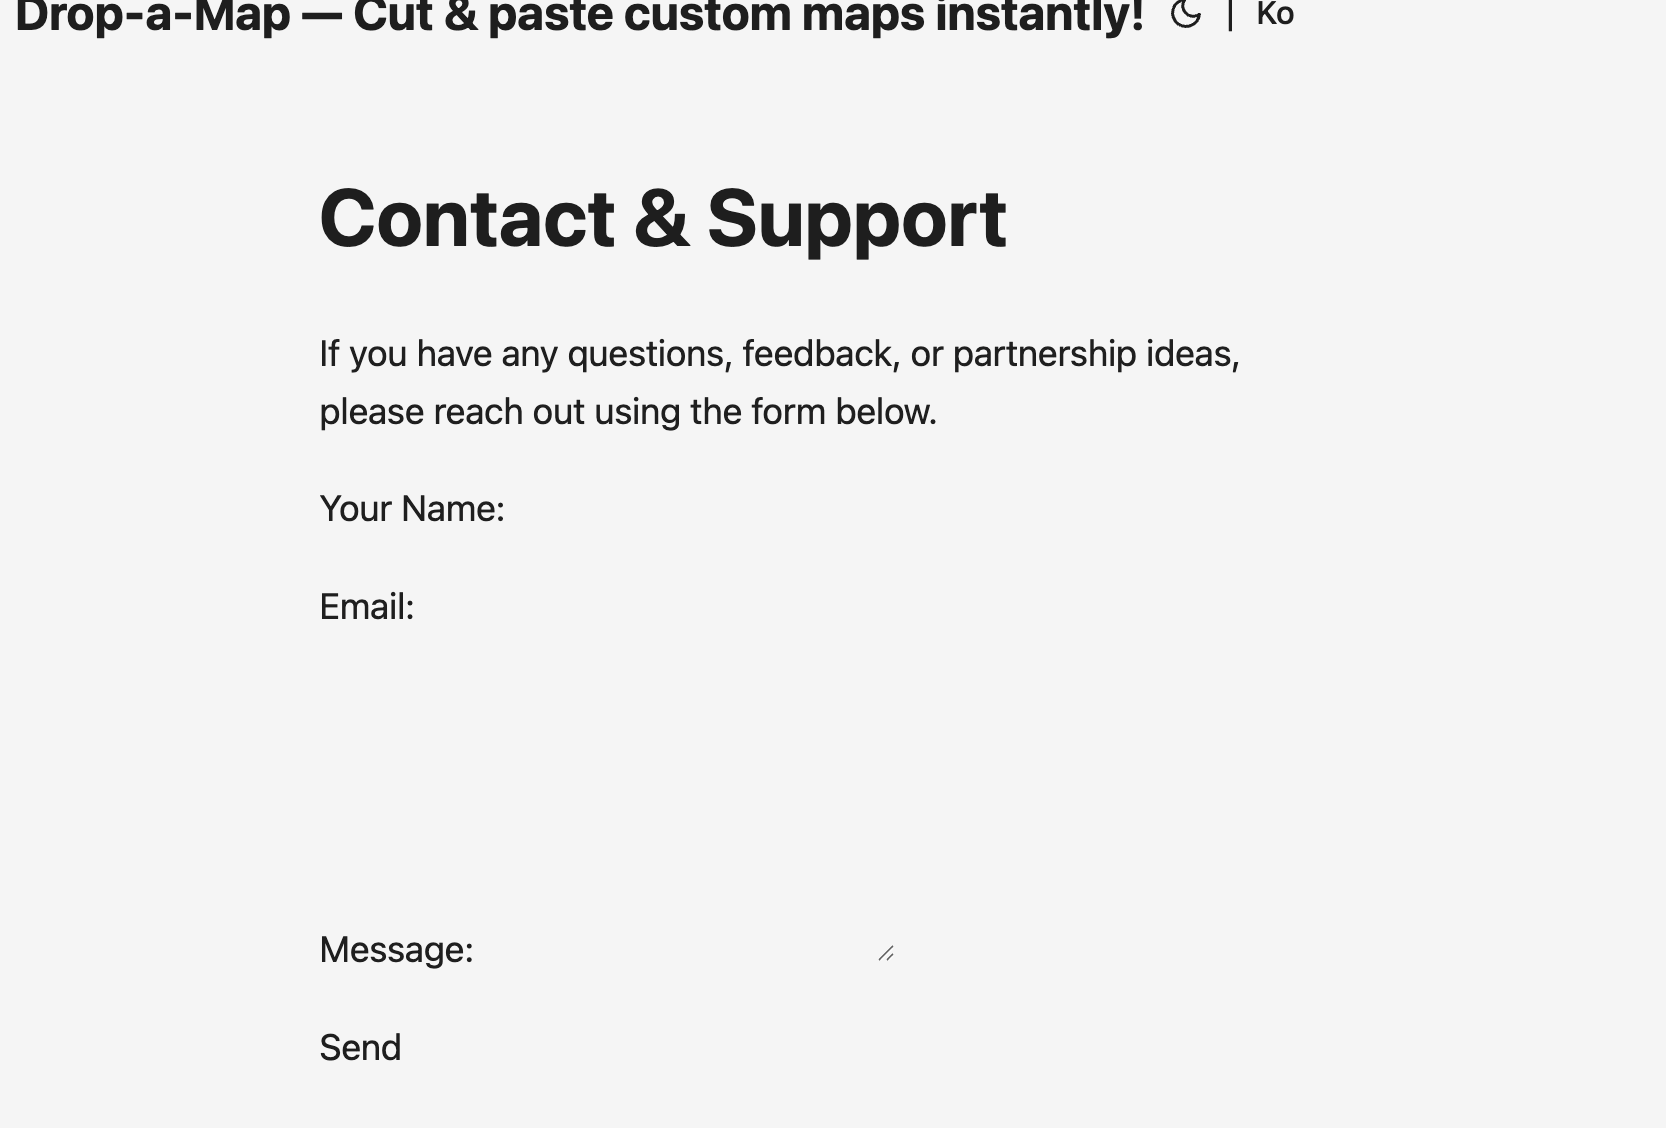 Drop-a-Map — Cut & paste custom maps instantly! | Ko
Contact & Support
If you have any questions, feedback, or partnership ideas,
please reach out using the form below.
Your Name:
Email:
Message:
Send